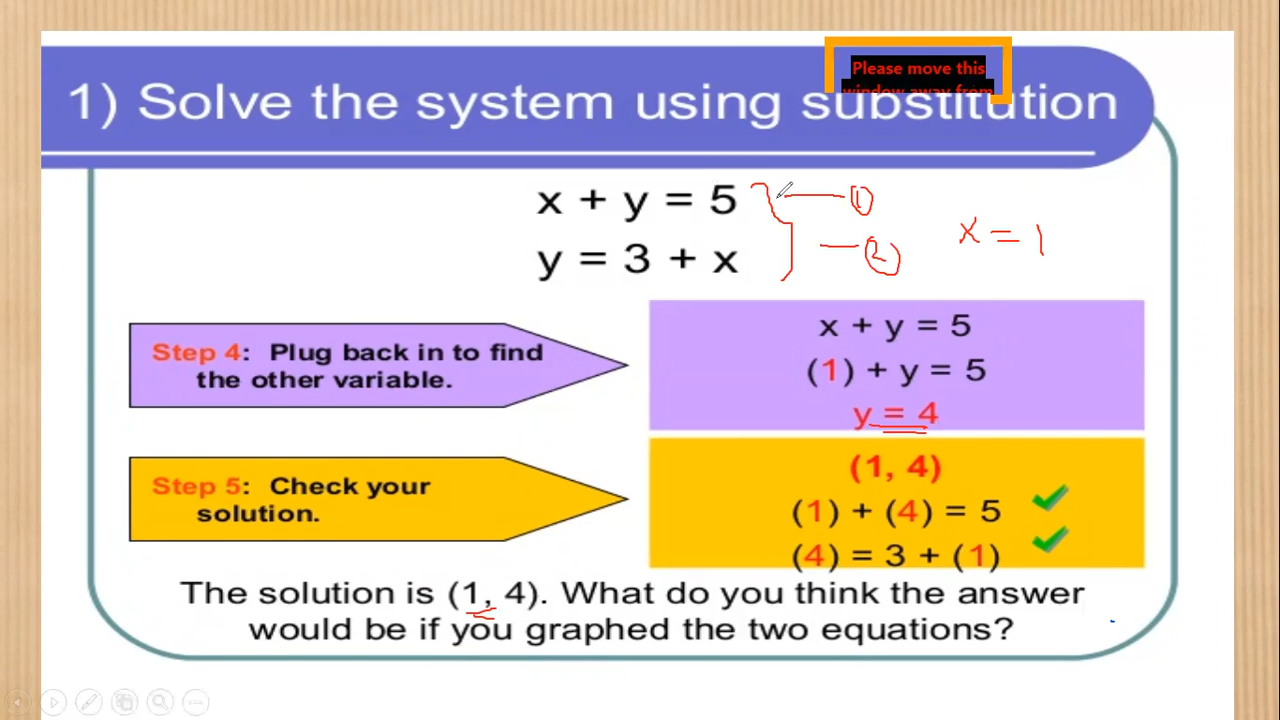 Please move this
window away from
1) Solve the system using substitution
x + y = 5
① 
y = 3 + x
②
x = 1
Step 4: Plug back in to find
the other variable.
x + y = 5
(1) + y = 5
y = 4
Step 5: Check your
solution.
(1, 4)
(1) + (4) = 5
(4) = 3 + (1)
The solution is (1, 4). What do you think the answer
would be if you graphed the two equations?